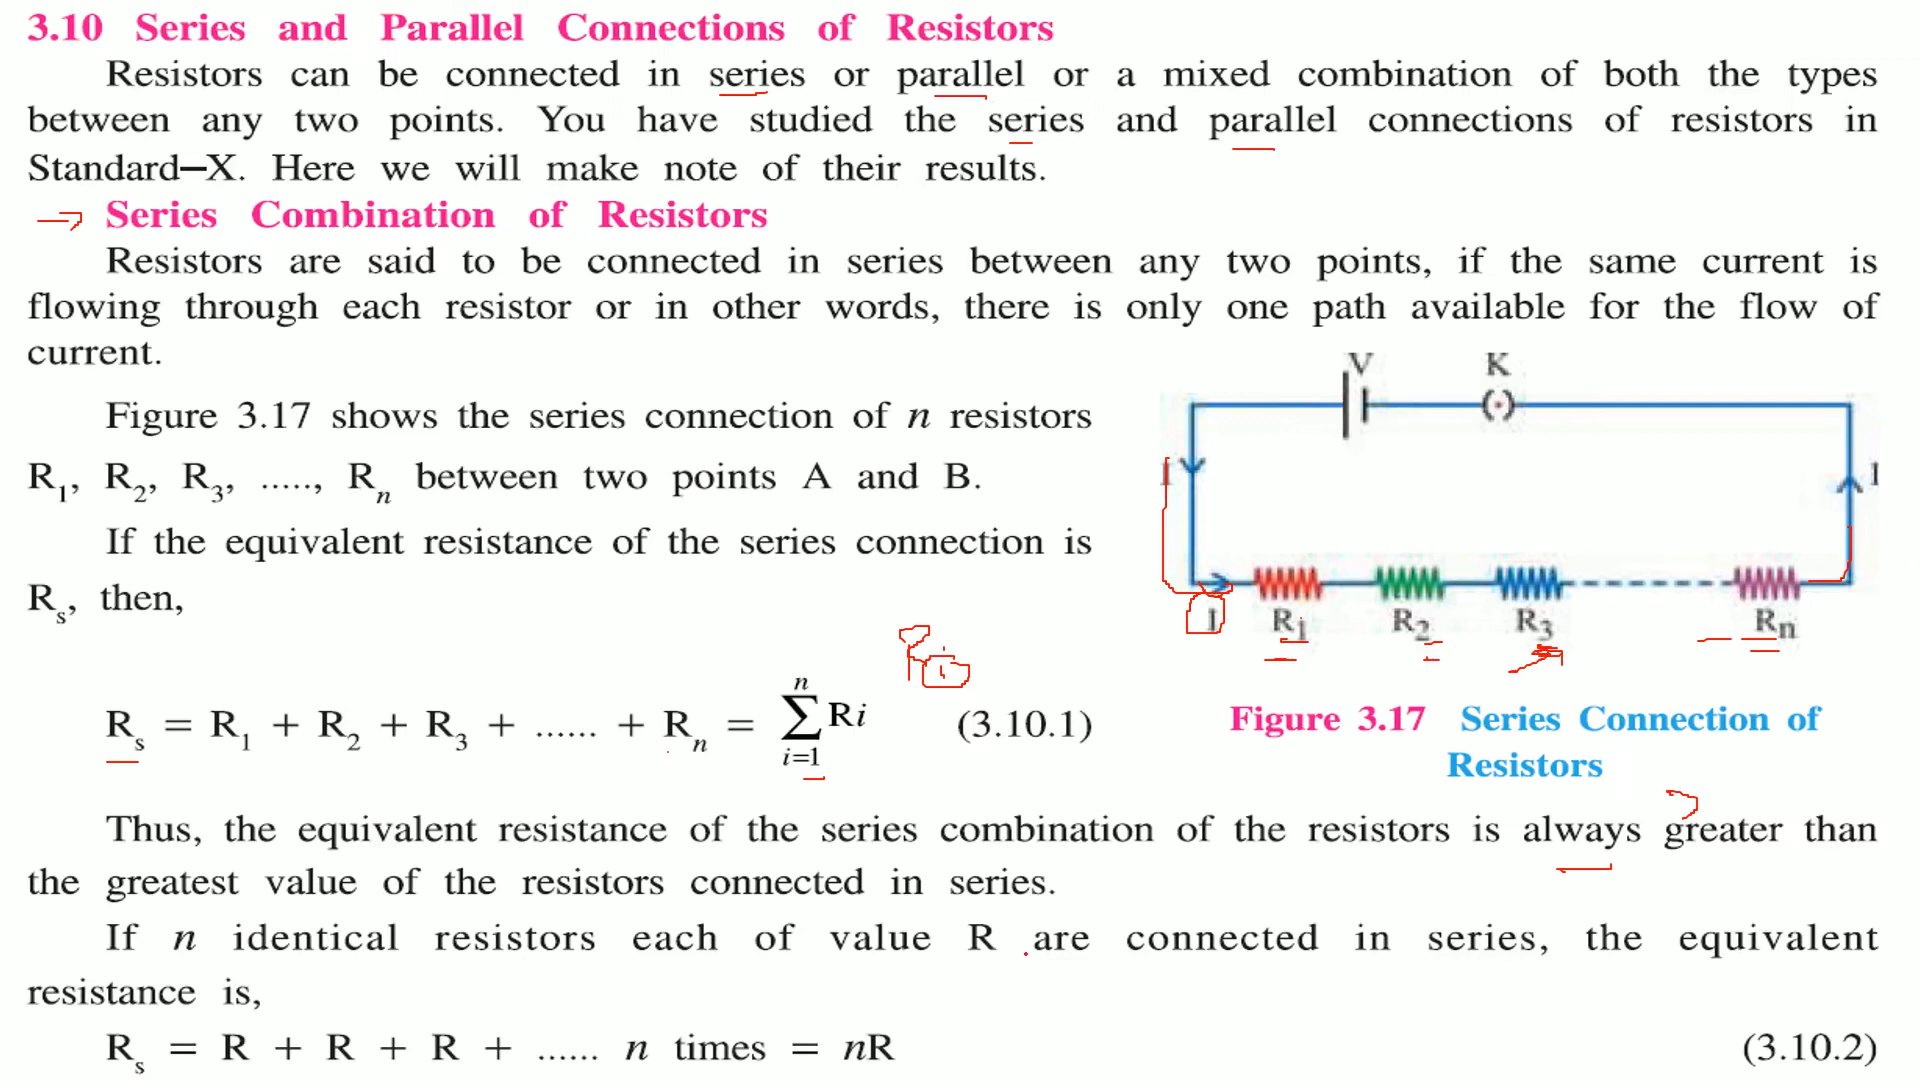 3.10 Series and Parallel Connections of Resistors
Resistors can be connected in series or parallel or a mixed combination of both the types
between any two points. You have studied the series and parallel connections of resistors in
Standard–X. Here we will make note of their results.
Series Combination of Resistors
Resistors are said to be connected in series between any two points, if the same current is
flowing through each resistor or in other words, there is only one path available for the flow of
current.
Figure 3.17 shows the series connection of n resistors
R₁, R₂, R₃, ....., Rₙ between two points A and B.
If the equivalent resistance of the series connection is
Rₛ, then,
Rₛ = R₁ + R₂ + R₃ + ...... + Rₙ = n ∑ i=1 Ri (3.10.1)
V K
I I
I R₁ R₂ R₃ Rₙ
Figure 3.17 Series Connection of
Resistors
Thus, the equivalent resistance of the series combination of the resistors is always greater than
the greatest value of the resistors connected in series.
If n identical resistors each of value R are connected in series, the equivalent
resistance is,
Rₛ = R + R + R + ...... n times = nR (3.10.2)